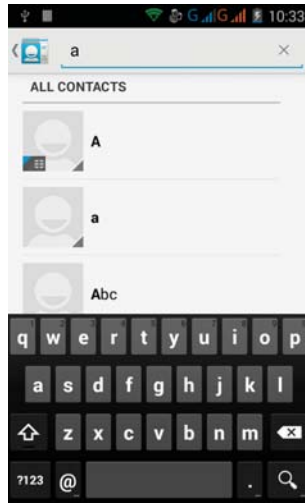 G G 10:33
a
ALL CONTACTS
A
a
Abc
q w e r t y u i o p
a s d f g h j k l
z x c v b n m
?123 @ .